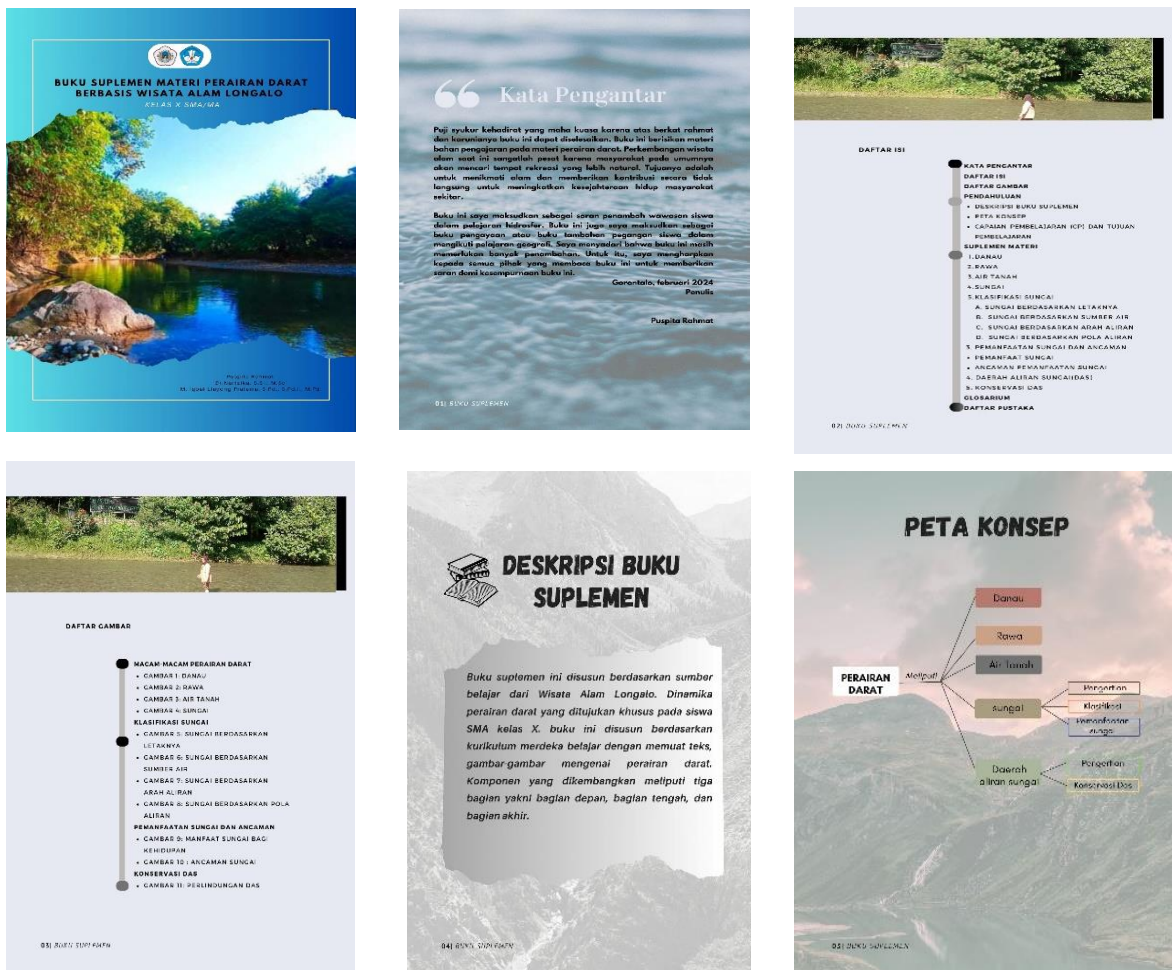 BUKU SUPLEMEN MATERI PERAIRAN DARAT
BERBASIS WISATA ALAM LONGALO
KELAS X SMA/MA
Kata Pengantar
Puji syukur kehadirat yang maha kuasa karena atas berkat rahmat
dan karunianya buku ini dapat diselesaikan. Buku ini berisikan materi
bahan pengajaran pada materi perairan darat. Perkembangan wisata
alam saat ini sangatlah pesat karena masyarakat pada umumnya
akan mencari tempat rekreasi yang lebih natural. Tujuanya adalah
untuk menikmati alam dan memberikan kontribusi secara tidak
langsung untuk meningkatkan kesejahteraan hidup masyarakat
sekitar.
Buku ini saya maksudkan sebagai saran penambah wawasan siswa
dalam pelajaran hidrosfer. Buku ini juga saya maksudkan sebagai
buku pengayaan atau buku tambahan pegangan siswa dalam
mengikuti pelajaran geografi. Saya menyadari bahwa buku ini masih
memerlukan banyak penambahan. Untuk itu, saya mengharpkan
kepada semua pihak yang membaca buku ini untuk memberikan
saran demi kesempurnaan buku ini.
Gorontalo, februari 2024
Penulis
Puspita Rahmat
01| BUKU SUPLEMEN
DAFTAR ISI
KATA PENGANTAR
DAFTAR ISI
DAFTAR GAMBAR
PENDAHULUAN
• DESKRIPSI BUKU SUPLEMEN
• PETA KONSEP
• CAPAIAN PEMBELAJARAN (CP) DAN TUJUAN
PEMBELAJARAN
SUPLEMEN MATERI
1. DANAU
2. RAWA
3. AIR TANAH
4. SUNGAI
5. KLASIFIKASI SUNGAI
A. SUNGAI BERDASARKAN LETAKNYA
B. SUNGAI BERDASARKAN SUMBER AIR
C. SUNGAI BERDASARKAN ARAH ALIRAN
D. SUNGAI BERDASARKAN POLA ALIRAN
3. PEMANFAATAN SUNGAI DAN ANCAMAN
• PEMANFAAT SUNGAI
• ANCAMAN PEMANFAATAN SUNGAI
4. DAERAH ALIRAN SUNGAI(DAS)
5. KONSERVASI DAS
GLOSARIUM
DAFTAR PUSTAKA
02| BUKU SUPLEMEN
DAFTAR GAMBAR
MACAM-MACAM PERAIRAN DARAT
• GAMBAR 1: DANAU
• GAMBAR 2: RAWA
• GAMBAR 3: AIR TANAH
• GAMBAR 4: SUNGAI
KLASIFIKASI SUNGAI
• GAMBAR 5: SUNGAI BERDASARKAN
LETAKNYA
• GAMBAR 6: SUNGAI BERDASARKAN
SUMBER AIR
• GAMBAR 7: SUNGAI BERDASARKAN
ARAH ALIRAN
• GAMBAR 8: SUNGAI BERDASARKAN POLA
ALIRAN
PEMANFAATAN SUNGAI DAN ANCAMAN
• GAMBAR 9: MANFAAT SUNGAI BAGI
KEHIDUPAN
• GAMBAR 10 : ANCAMAN SUNGAI
KONSERVASI DAS
• GAMBAR 11: PERLINDUNGAN DAS
03| BUKU SUPLEMEN
DESKRIPSI BUKU
SUPLEMEN
Buku suplemen ini disusun berdasarkan sumber
belajar dari Wisata Alam Longalo. Dinamika
perairan darat yang ditujukan khusus pada siswa
SMA kelas X. buku ini disusun berdasarkan
kurikulum merdeka belajar dengan memuat teks,
gambar-gambar mengenai perairan darat.
Komponen yang dikembangkan meliputi tiga
bagian yakni bagian depan, bagian tengah, dan
bagian akhir.
04| BUKU SUPLEMEN
PETA KONSEP
PERAIRAN
DARAT
Meliputi
Danau
Rawa
Air tanah
sungai
Pengertian
Klasifikasi
Pemanfaatan
sungai
Daerah
aliran sungai
Pengertian
Konservasi Das
05| BUKU SUPLEMEN